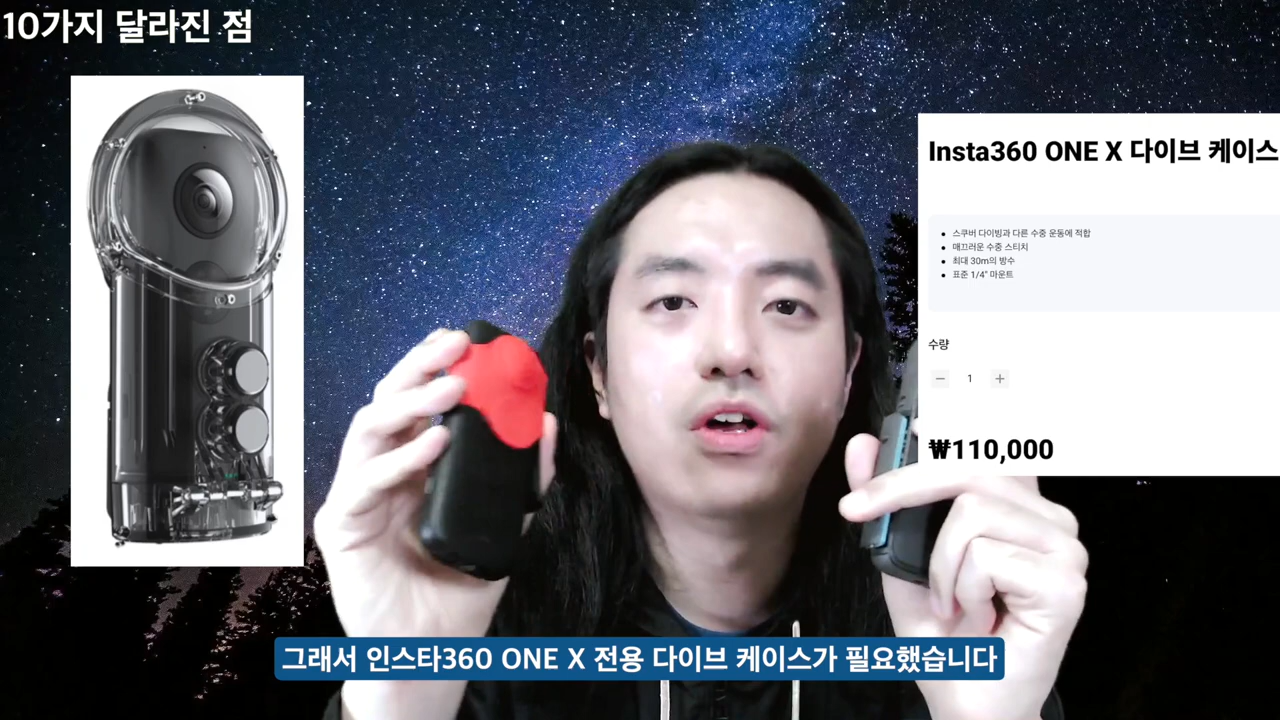 10가지 달라진 점
Insta360 ONE X 다이브 케이스
스쿠버 다이빙과 다른 수중 운동에 적합
매끄러운 수중 스티치
최대 30m의 방수
표준 1/4" 마운트
수량
− 1 +
₩110,000
그래서 인스타360 ONE X 전용 다이브 케이스가 필요했습니다